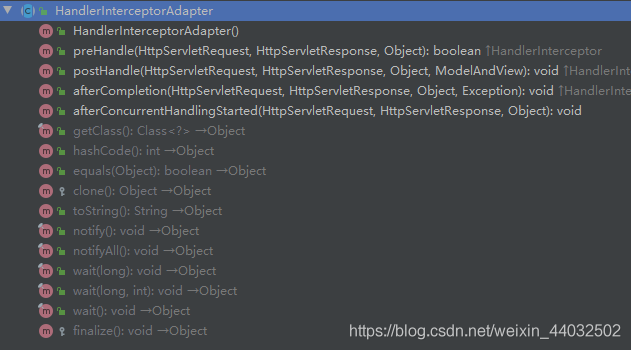 HandlerInterceptorAdapter
HandlerInterceptorAdapter()
preHandle(HttpServletRequest, HttpServletResponse, Object): boolean ↑HandlerInterceptor
postHandle(HttpServletRequest, HttpServletResponse, Object, ModelAndView): void ↑HandlerInt
afterCompletion(HttpServletRequest, HttpServletResponse, Object, Exception): void ↑HandlerInte
afterConcurrentHandlingStarted(HttpServletRequest, HttpServletResponse, Object): void
getClass(): Class<?> →Object
hashCode(): int →Object
equals(Object): boolean →Object
clone(): Object →Object
toString(): String →Object
notify(): void →Object
notifyAll(): void →Object
wait(long): void →Object
wait(long, int): void →Object
wait(): void →Object
finalize(): void →Object
https://blog.csdn.net/weixin_44032502